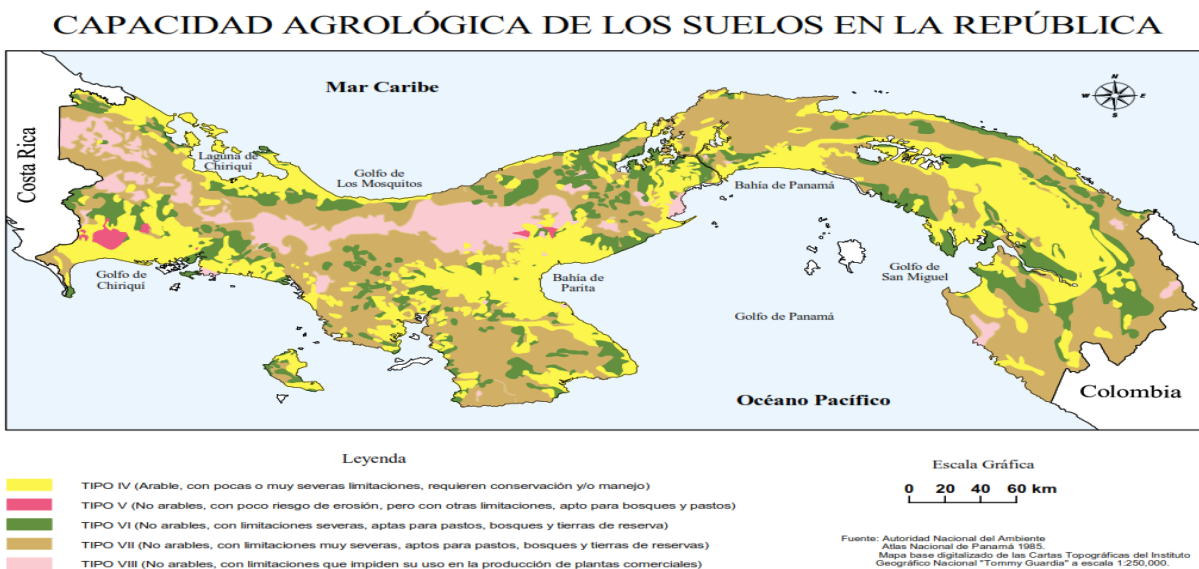 CAPACIDAD AGROLÓGICA DE LOS SUELOS EN LA REPÚBLICA
Mar Caribe
N
W E
S
Costa Rica
Laguna de
Chiriquí
Golfo de
Los Mosquitos
Bahía de Panamá
Golfo de
Chiriquí
Bahía de
Parita
Golfo de
San Miguel
Golfo de Panamá
Océano Pacífico
Colombia
Leyenda
TIPO IV (Arable, con pocas o muy severas limitaciones, requieren conservación y/o manejo)
TIPO V (No arables, con poco riesgo de erosión, pero con otras limitaciones, apto para bosques y pastos)
TIPO VI (No arables, con limitaciones severas, aptas para pastos, bosques y tierras de reserva)
TIPO VII (No arables, con limitaciones muy severas, aptos para pastos, bosques y tierras de reservas)
TIPO VIII (No arables, con limitaciones que impiden su uso en la producción de plantas comerciales)
Escala Gráfica
0 20 40 60 km
Fuente: Autoridad Nacional del Ambiente
Atlas Nacional de Panamá 1985.
Mapa base digitalizado de las Cartas Topográficas del Instituto
Geográfico Nacional "Tommy Guardia" a escala 1:250,000.